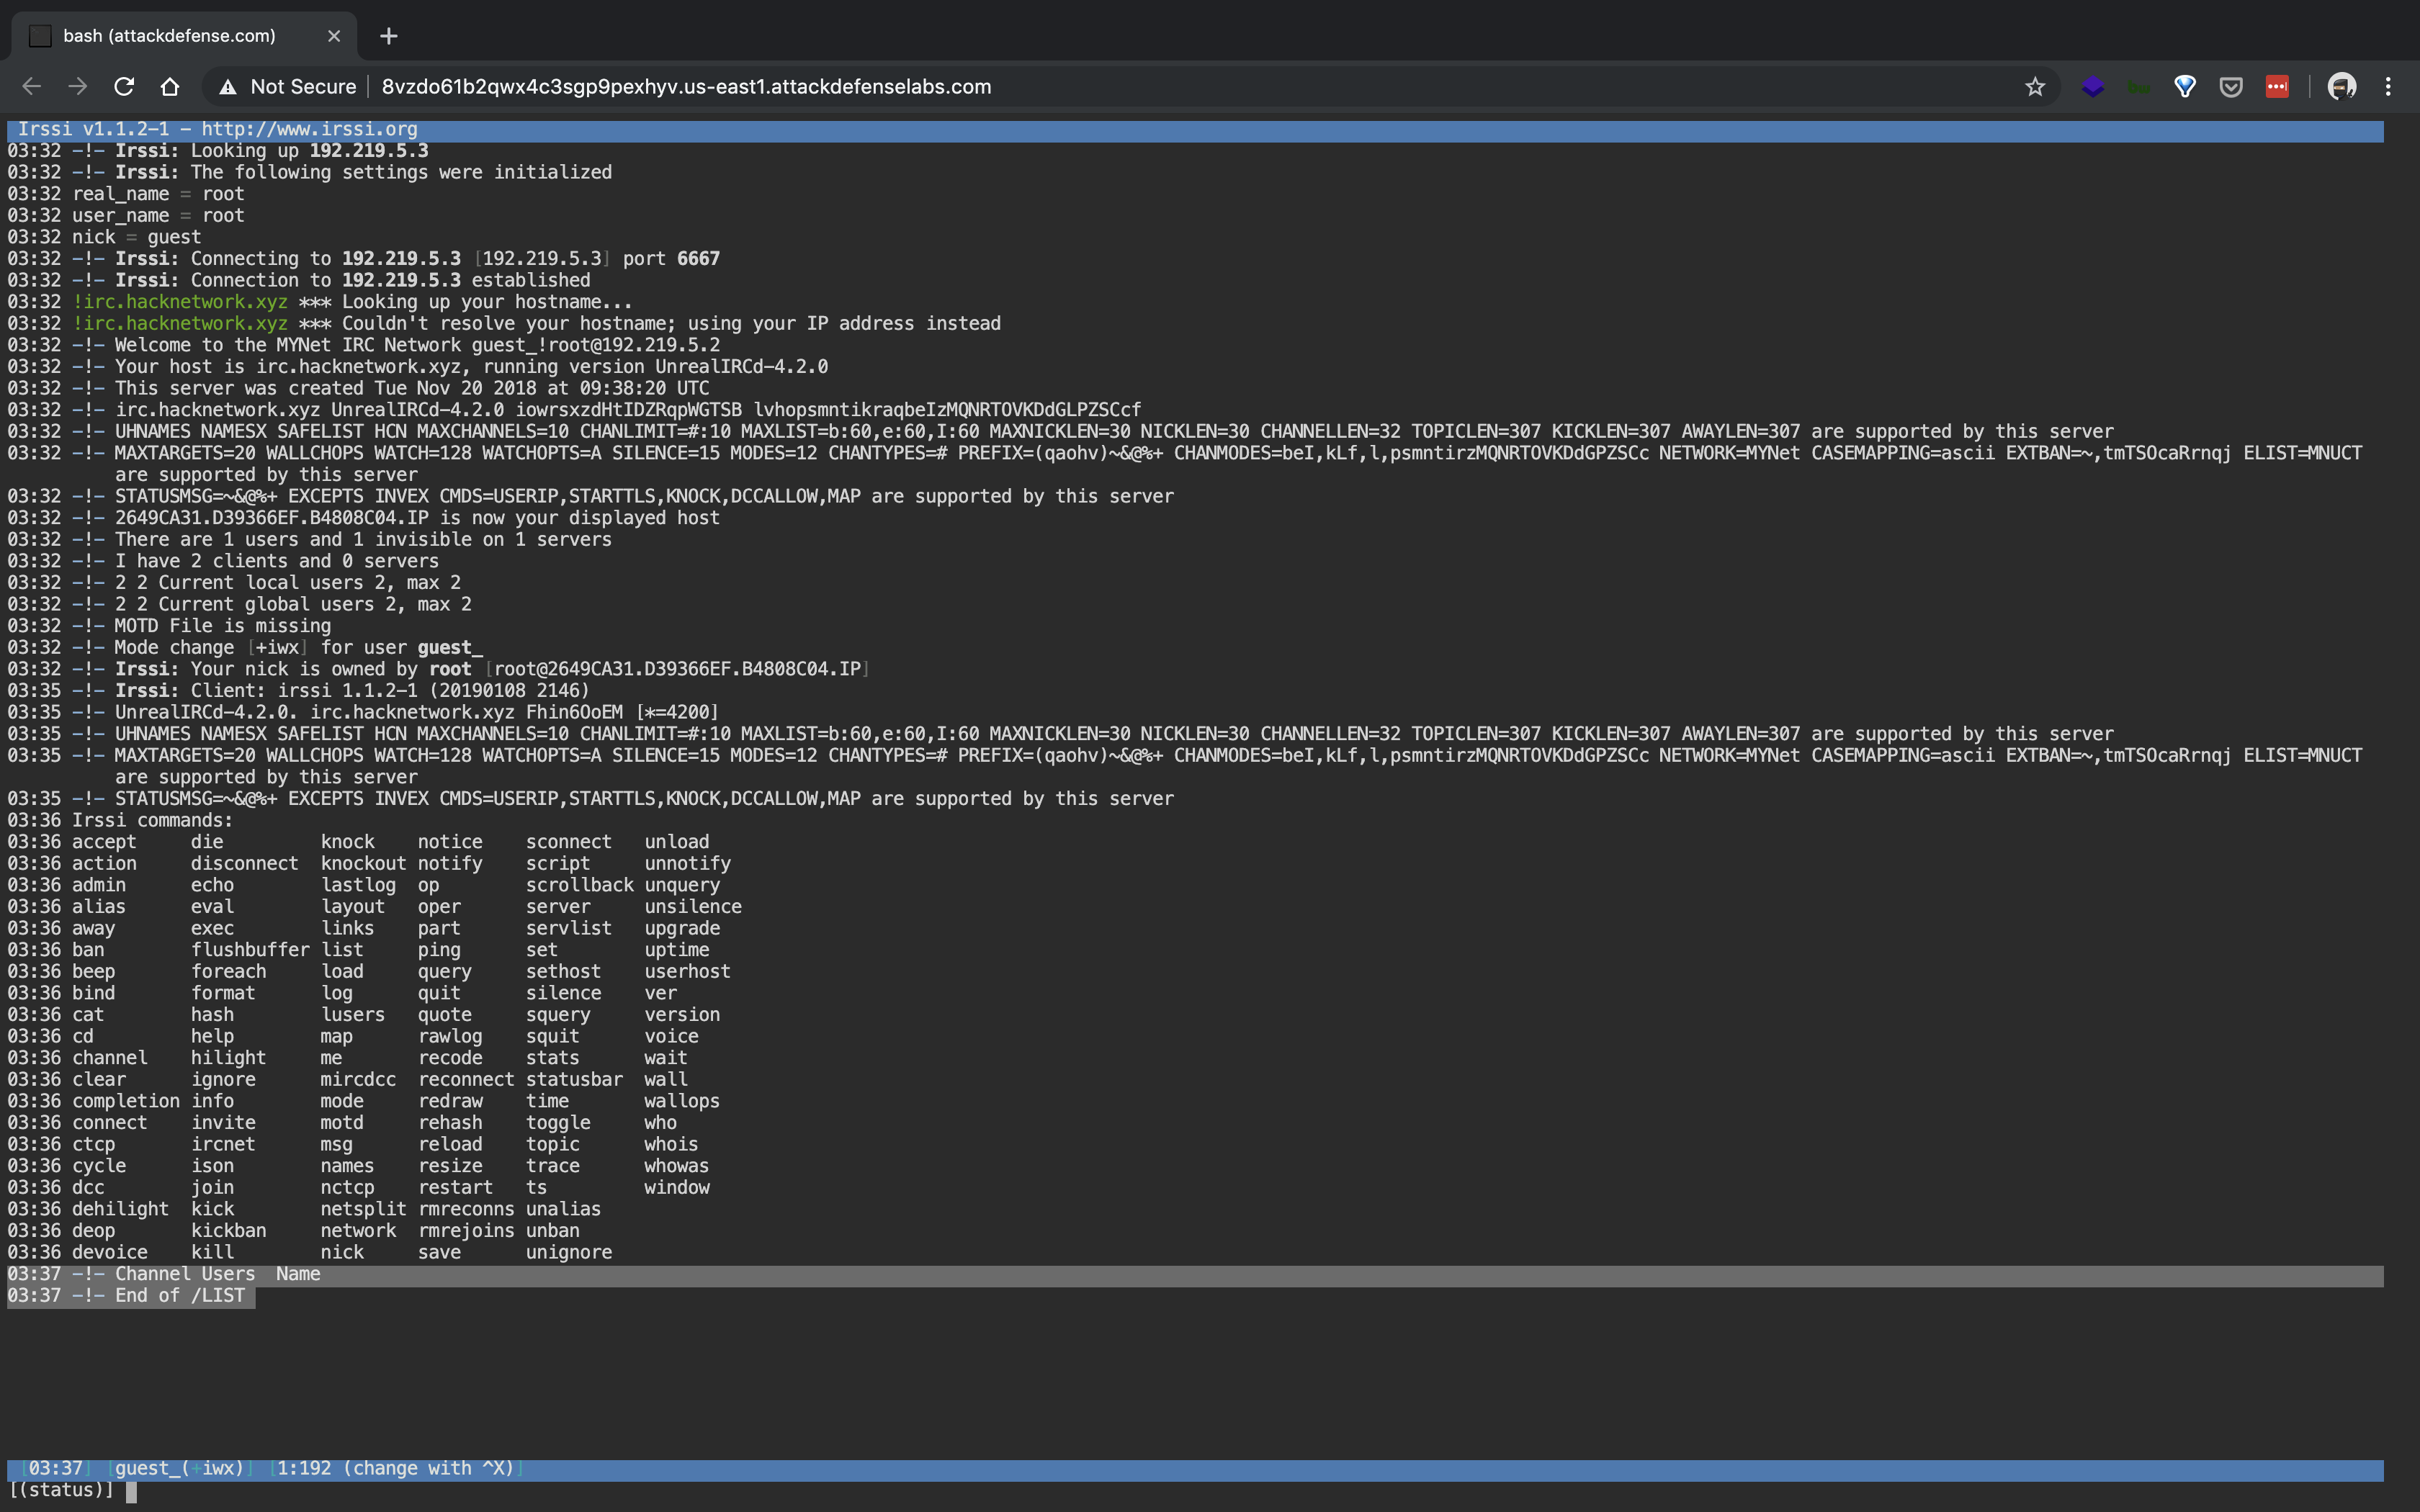 bash (attackdefense.com)
Not Secure 8vzdo61b2qwx4c3sgp9pexhyv.us-east1.attackdefenselabs.com
Irssi v1.1.2-1 - http://www.irssi.org
03:32 -!- Irssi: Looking up 192.219.5.3
03:32 -!- Irssi: The following settings were initialized
03:32 real_name = root
03:32 user_name = root
03:32 nick = guest
03:32 -!- Irssi: Connecting to 192.219.5.3 [192.219.5.3] port 6667
03:32 -!- Irssi: Connection to 192.219.5.3 established
03:32 !irc.hacknetwork.xyz *** Looking up your hostname...
03:32 !irc.hacknetwork.xyz *** Couldn't resolve your hostname; using your IP address instead
03:32 -!- Welcome to the MYNet IRC Network guest_!root@192.219.5.2
03:32 -!- Your host is irc.hacknetwork.xyz, running version UnrealIRCd-4.2.0
03:32 -!- This server was created Tue Nov 20 2018 at 09:38:20 UTC
03:32 -!- irc.hacknetwork.xyz UnrealIRCd-4.2.0 iowrsxzdHtIDZRqpWGTSB lvhopsmntikraqbeIzMQNRTOVKDdGLPZSCcf
03:32 -!- UHNAMES NAMESX SAFELIST HCN MAXCHANNELS=10 CHANLIMIT=#:10 MAXLIST=b:60,e:60,I:60 MAXNICKLEN=30 NICKLEN=30 CHANNELLEN=32 TOPICLEN=307 KICKLEN=307 AWAYLEN=307 are supported by this server
03:32 -!- MAXTARGETS=20 WALLCHOPS WATCH=128 WATCHOPTS=A SILENCE=15 MODES=12 CHANTYPES=# PREFIX=(qaohv)~&@%+ CHANMODES=beI,kLf,l,psmntirzMQNRTOVKDdGPZSCc NETWORK=MYNet CASEMAPPING=ascii EXTBAN=~,tmTSOcaRrnqj ELIST=MNUCT
are supported by this server
03:32 -!- STATUSMSG=~&@%+ EXCEPTS INVEX CMDS=USERIP,STARTTLS,KNOCK,DCCALLOW,MAP are supported by this server
03:32 -!- 2649CA31.D39366EF.B4808C04.IP is now your displayed host
03:32 -!- There are 1 users and 1 invisible on 1 servers
03:32 -!- I have 2 clients and 0 servers
03:32 -!- 2 2 Current local users 2, max 2
03:32 -!- 2 2 Current global users 2, max 2
03:32 -!- MOTD File is missing
03:32 -!- Mode change [+iwx] for user guest_
03:32 -!- Irssi: Your nick is owned by root [root@2649CA31.D39366EF.B4808C04.IP]
03:35 -!- Irssi: Client: irssi 1.1.2-1 (20190108 2146)
03:35 -!- UnrealIRCd-4.2.0. irc.hacknetwork.xyz Fhin6OoEM [*=4200]
03:35 -!- UHNAMES NAMESX SAFELIST HCN MAXCHANNELS=10 CHANLIMIT=#:10 MAXLIST=b:60,e:60,I:60 MAXNICKLEN=30 NICKLEN=30 CHANNELLEN=32 TOPICLEN=307 KICKLEN=307 AWAYLEN=307 are supported by this server
03:35 -!- MAXTARGETS=20 WALLCHOPS WATCH=128 WATCHOPTS=A SILENCE=15 MODES=12 CHANTYPES=# PREFIX=(qaohv)~&@%+ CHANMODES=beI,kLf,l,psmntirzMQNRTOVKDdGPZSCc NETWORK=MYNet CASEMAPPING=ascii EXTBAN=~,tmTSOcaRrnqj ELIST=MNUCT
are supported by this server
03:35 -!- STATUSMSG=~&@%+ EXCEPTS INVEX CMDS=USERIP,STARTTLS,KNOCK,DCCALLOW,MAP are supported by this server
03:36 Irssi commands:
03:36 accept die knock notice sconnect unload
03:36 action disconnect knockout notify script unnotify
03:36 admin echo lastlog op scrollback unquery
03:36 alias eval layout oper server unsilence
03:36 away exec links part servlist upgrade
03:36 ban flushbuffer list ping set uptime
03:36 beep foreach load query sethost userhost
03:36 bind format log quit silence ver
03:36 cat hash lusers quote squery version
03:36 cd help map rawlog squit voice
03:36 channel hilight me recode stats wait
03:36 clear ignore mircdcc reconnect statusbar wall
03:36 completion info mode redraw time wallops
03:36 connect invite motd rehash toggle who
03:36 ctcp ircnet msg reload topic whois
03:36 cycle ison names resize trace whowas
03:36 dcc join nctcp restart ts window
03:36 dehilight kick netsplit rmreconns unalias
03:36 deop kickban network rmrejoins unban
03:36 devoice kill nick save unignore
03:37 -!- Channel Users Name
03:37 -!- End of /LIST
[03:37] [guest_(+iwx)] [1:192 (change with ^X)]
[(status)]